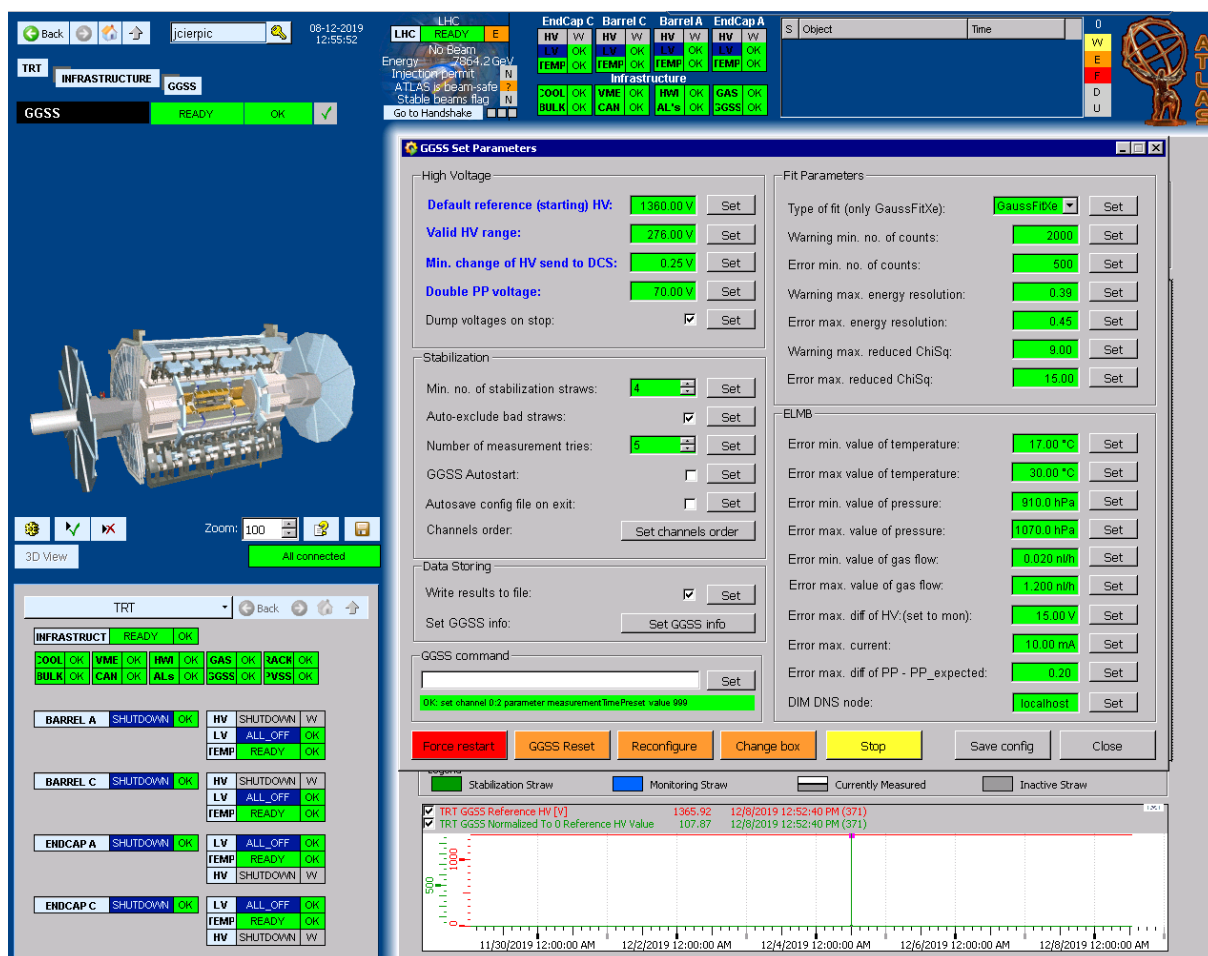 Back
jcierpic
08-12-2019
12:55:52
TRT
INFRASTRUCTURE
GGSS
GGSS READY OK
LHC
LHC READY E
No Beam
Energy: 7864.2 GeV
Injection permit N
ATLAS is beam-safe ?
Stable beams flag N
Go to Handshake
EndCap C Barrel C Barrel A EndCap A
HV W HV W HV W HV W
LV OK LV OK LV OK LV OK
TEMP OK TEMP OK TEMP OK TEMP OK
Infrastructure
COOL OK VME OK HWI OK GAS OK
BULK OK CAN OK AL's OK GGSS OK
S Object Time
0
W
E
F
D
U
ATLAS
GGSS Set Parameters
High Voltage
Default reference (starting) HV: 1360.00 V Set
Valid HV range: 276.00 V Set
Min. change of HV send to DCS: 0.25 V Set
Double PP voltage: 70.00 V Set
Dump voltages on stop: Set
Stabilization
Min. no. of stabilization straws: 4 Set
Auto-exclude bad straws: Set
Number of measurement tries: 5 Set
GGSS Autostart: Set
Autosave config file on exit: Set
Channels order: Set channels order
Data Storing
Write results to file: Set
Set GGSS info: Set GGSS info
GGSS command
Set
OK: set channel 0:2 parameter measurementTimePreset value 999
Fit Parameters
Type of fit (only GaussFitXe): GaussFitXe Set
Warning min. no. of counts: 2000 Set
Error min. no. of counts: 500 Set
Warning max. energy resolution: 0.39 Set
Error max. energy resolution: 0.45 Set
Warning max. reduced ChiSq: 9.00 Set
Error max. reduced ChiSq: 15.00 Set
ELMB
Error min. value of temperature: 17.00 °C Set
Error max value of temperature: 30.00 °C Set
Error min. value of pressure: 910.0 hPa Set
Error max. value of pressure: 1070.0 hPa Set
Error min. value of gas flow: 0.020 nl/h Set
Error max. value of gas flow: 1.200 nl/h Set
Error max. diff of HV:(set to mon): 15.00 V Set
Error max. current: 10.00 mA Set
Error max. diff of PP - PP_expected: 0.20 Set
DIM DNS node: localhost Set
Force restart GGSS Reset Reconfigure Change box Stop Save config Close
Zoom: 100
3D View All connected
TRT Back
INFRASTRUCT READY OK
COOL OK VME OK HWI OK GAS OK RACK OK
BULK OK CAN OK ALs OK GGSS OK PVSS OK
BARREL A SHUTDOWN OK HV SHUTDOWN W
LV ALL_OFF OK
TEMP READY OK
BARREL C SHUTDOWN OK HV SHUTDOWN W
LV ALL_OFF OK
TEMP READY OK
ENDCAP A SHUTDOWN OK LV ALL_OFF OK
TEMP READY OK
HV SHUTDOWN W
ENDCAP C SHUTDOWN OK LV ALL_OFF OK
TEMP READY OK
HV SHUTDOWN W
Legend
Stabilization Straw Monitoring Straw Currently Measured Inactive Straw
TRT GGSS Reference HV [V] 1365.92 12/8/2019 12:52:40 PM (371)
TRT GGSS Normalized To 0 Reference HV Value 107.87 12/8/2019 12:52:40 PM (371)
500
1000
0
11/30/2019 12:00:00 AM 12/2/2019 12:00:00 AM 12/4/2019 12:00:00 AM 12/6/2019 12:00:00 AM 12/8/2019 12:00:00 AM